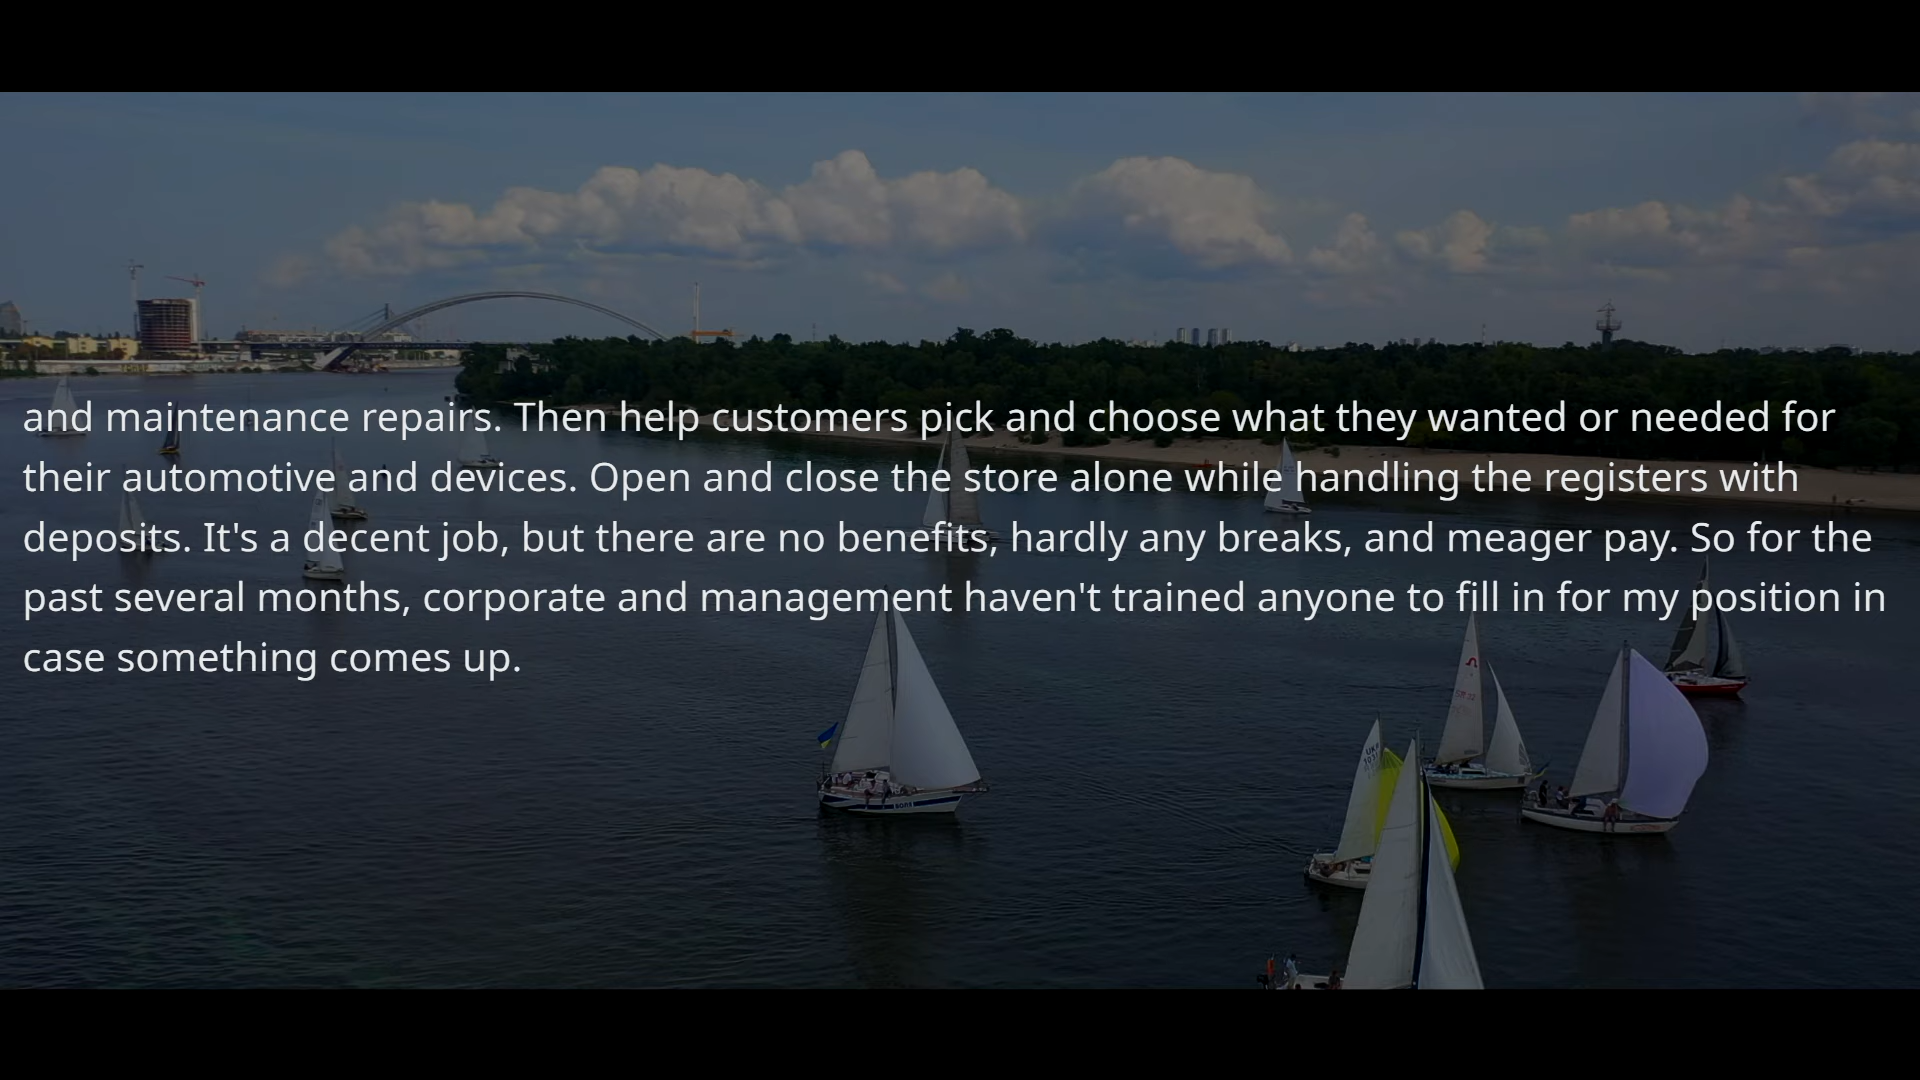 and maintenance repairs. Then help customers pick and choose what they wanted or needed for
their automotive and devices. Open and close the store alone while handling the registers with
deposits. It's a decent job, but there are no benefits, hardly any breaks, and meager pay. So for the
past several months, corporate and management haven't trained anyone to fill in for my position in
case something comes up.